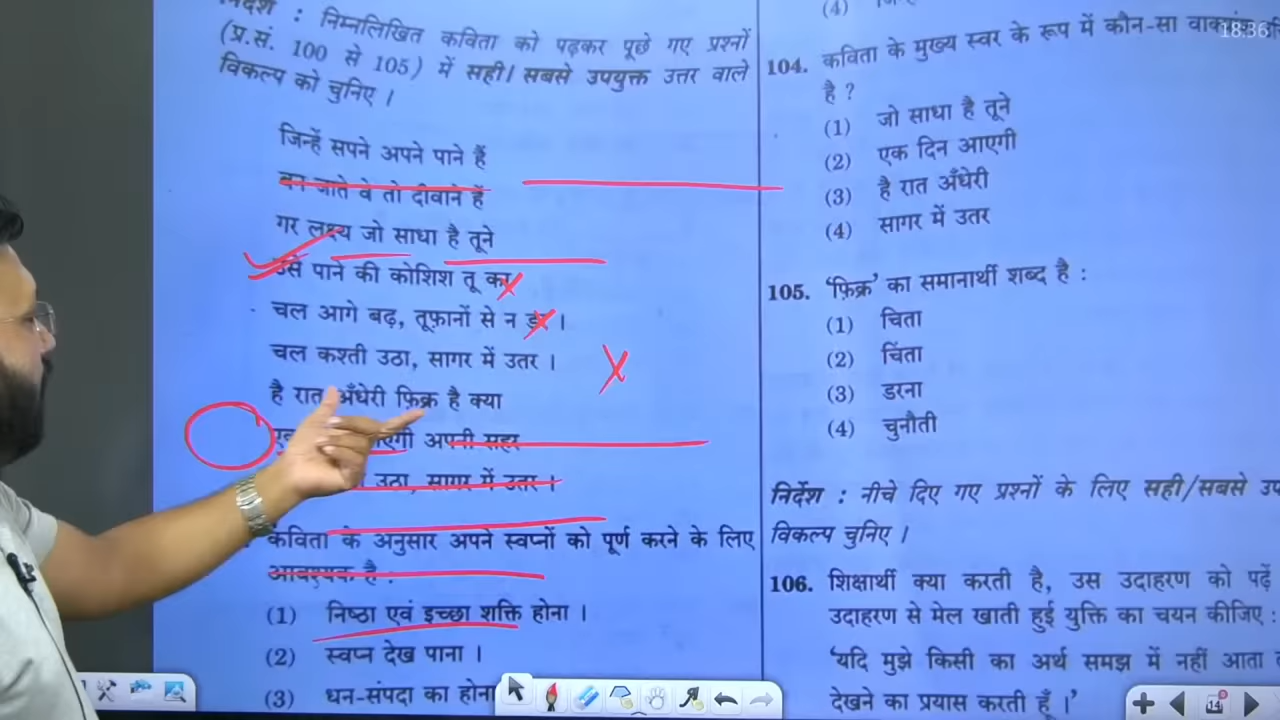 निर्देश : निम्नलिखित कविता को पढ़कर पूछे गए प्रश्नों
(प्र.सं. 100 से 105) में सही/सबसे उपयुक्त उत्तर वाले
विकल्प को चुनिए ।
जिन्हें सपने अपने पाने हैं
बन जाते वे तो दीवाने हैं
गर लक्ष्य जो साधा है तूने
उसे पाने की कोशिश तू कर
चल आगे बढ़, तूफ़ानों से न डर ।
चल कश्ती उठा, सागर में उतर ।
है रात अँधेरी फ़िक्र है क्या
अपनी सहर
उठा, सागर में उतर ।
कविता के अनुसार अपने स्वप्नों को पूर्ण करने के लिए
आवश्यक है :
(1) निष्ठा एवं इच्छा शक्ति होना ।
(2) स्वप्न देख पाना ।
(3) धन-संपदा का होना
(4)
104. कविता के मुख्य स्वर के रूप में कौन-सा
है ?
(1) जो साधा है तूने
(2) एक दिन आएगी
(3) है रात अँधेरी
(4) सागर में उतर
105. ‘फ़िक्र’ का समानार्थी शब्द है :
(1) चिता
(2) चिंता
(3) डरना
(4) चुनौती
निर्देश : नीचे दिए गए प्रश्नों के लिए सही/सबसे
विकल्प चुनिए ।
106. शिक्षार्थी क्या करती है, उस उदाहरण को पढ़ें
उदाहरण से मेल खाती हुई युक्ति का चयन कीजिए :
‘यदि मुझे किसी का अर्थ समझ में नहीं आता
देखने का प्रयास करती हूँ ।’
18:36
14